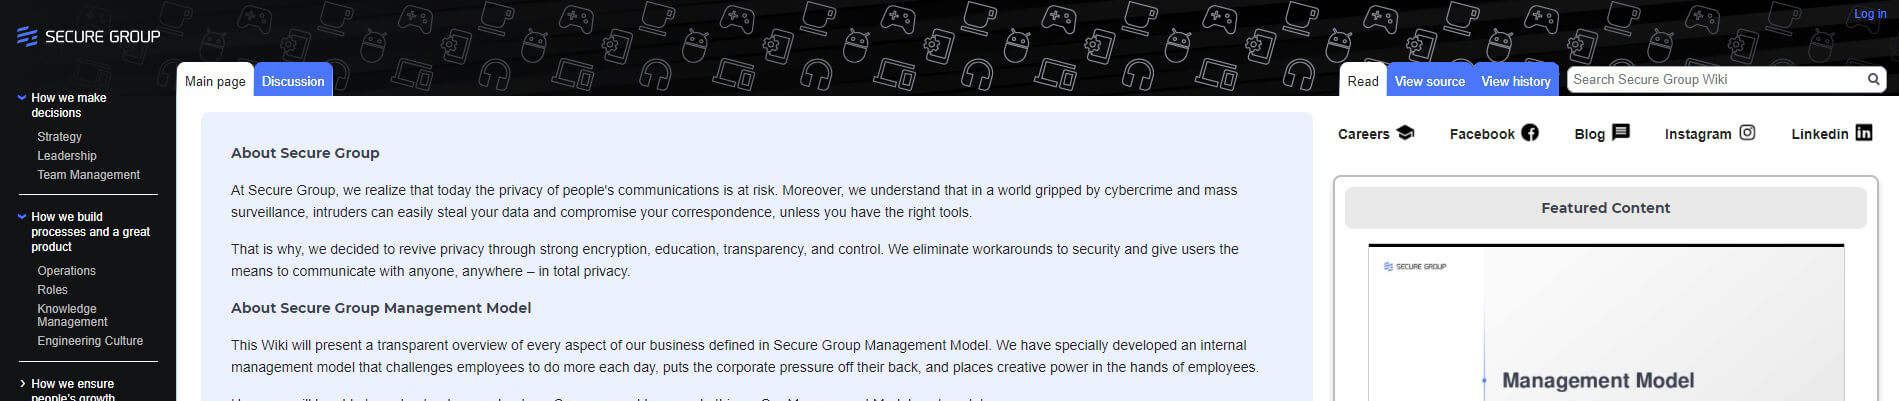 Log in
SECURE GROUP
Main page
Discussion
Read
View source
View history
Search Secure Group Wiki
How we make
decisions
Strategy
Leadership
Team Management
How we build
processes and a great
product
Operations
Roles
Knowledge
Management
Engineering Culture
How we ensure
people's growth
About Secure Group
At Secure Group, we realize that today the privacy of people's communications is at risk. Moreover, we understand that in a world gripped by cybercrime and mass
surveillance, intruders can easily steal your data and compromise your correspondence, unless you have the right tools.
That is why, we decided to revive privacy through strong encryption, education, transparency, and control. We eliminate workarounds to security and give users the
means to communicate with anyone, anywhere – in total privacy.
About Secure Group Management Model
This Wiki will present a transparent overview of every aspect of our business defined in Secure Group Management Model. We have specially developed an internal
management model that challenges employees to do more each day, puts the corporate pressure off their back, and places creative power in the hands of employees.
Careers
Facebook
Blog
Instagram
Linkedin
Featured Content
SECURE GROUP
Management Model